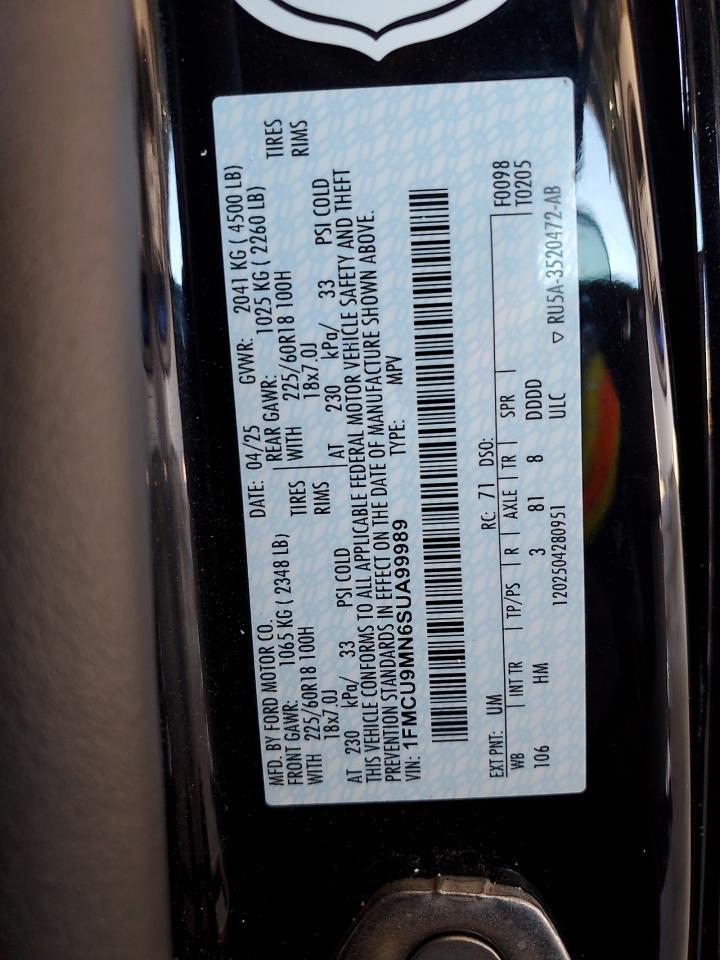 MFD. BY FORD MOTOR CO.
DATE: 04/25 GVWR: 2041 KG ( 4500 LB)
FRONT GAWR: 1065 KG ( 2348 LB)
REAR GAWR: 1025 KG ( 2260 LB)
WITH 225/60R18 100H TIRES
18x7.0J RIMS
AT 230 kPa/ 33 PSI COLD
WITH 225/60R18 100H TIRES
18x7.0J RIMS
AT 230 kPa/ 33 PSI COLD
THIS VEHICLE CONFORMS TO ALL APPLICABLE FEDERAL MOTOR VEHICLE SAFETY AND THEFT
PREVENTION STANDARDS IN EFFECT ON THE DATE OF MANUFACTURE SHOWN ABOVE.
VIN: 1FMCU9MN6SUA99989 TYPE: MPV
F0098
T0205
EXT PNT: UM RC: 71 DSO:
WB INT TR TP/PS R AXLE TR SPR
106 HM 3 81 8 DDDD
ULC
1202504280951
RU5A-3520472-AB